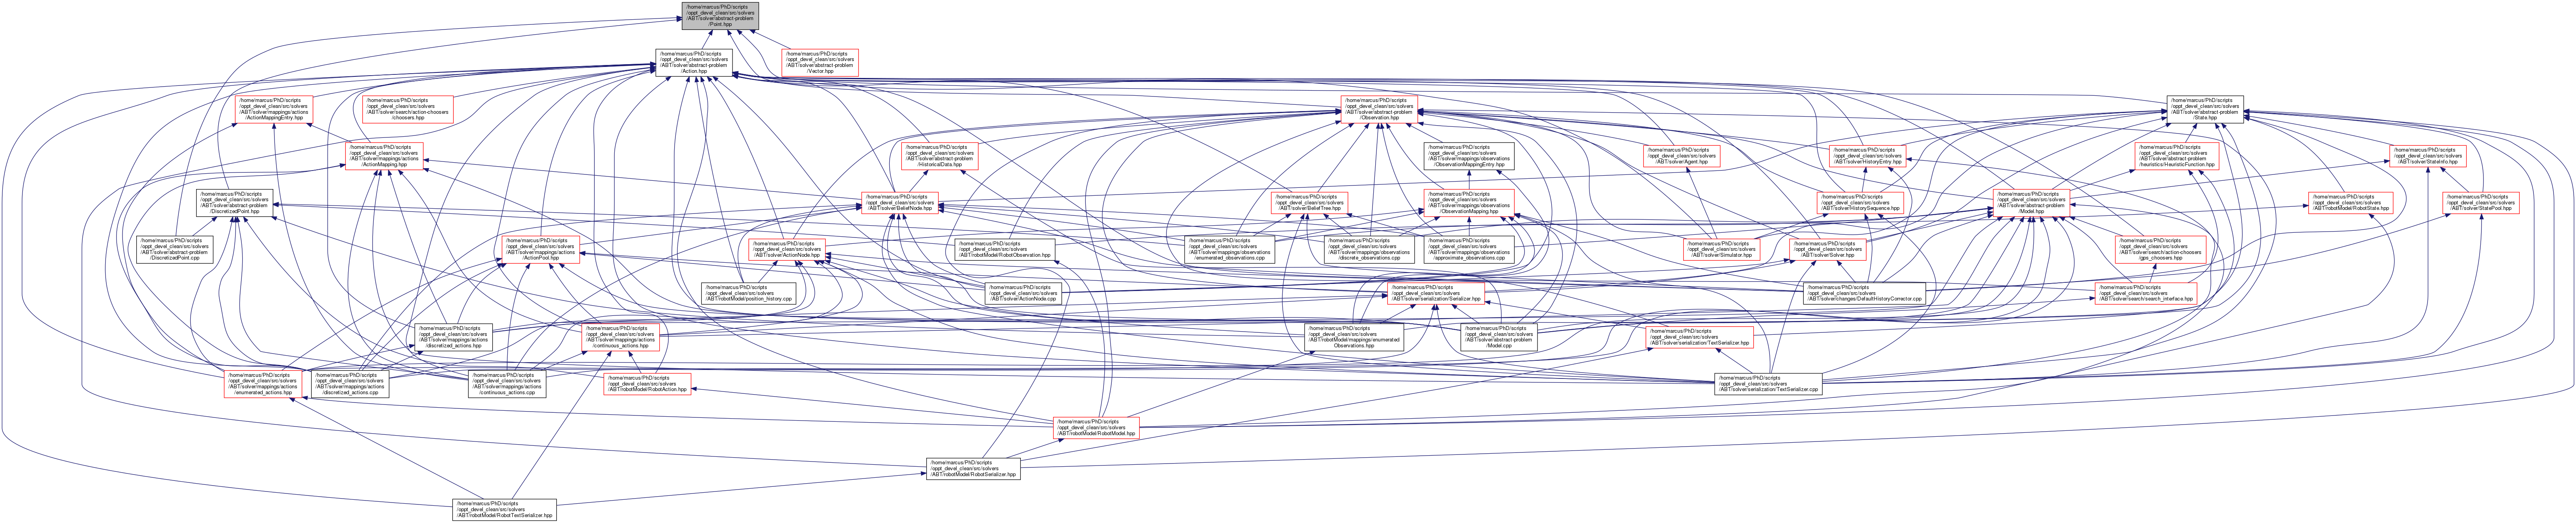 /home/marcus/PhD/scripts
/oppt_devel_clean/src/solvers
/ABT/solver/abstract-problem
/Point.hpp
/home/marcus/PhD/scripts
/oppt_devel_clean/src/solvers
/ABT/solver/abstract-problem
/Action.hpp
/home/marcus/PhD/scripts
/oppt_devel_clean/src/solvers
/ABT/solver/abstract-problem
/Vector.hpp
/home/marcus/PhD/scripts
/oppt_devel_clean/src/solvers
/ABT/solver/mappings/actions
/ActionMappingEntry.hpp
/home/marcus/PhD/scripts
/oppt_devel_clean/src/solvers
/ABT/solver/search/action-choosers
/choosers.hpp
/home/marcus/PhD/scripts
/oppt_devel_clean/src/solvers
/ABT/solver/abstract-problem
/Observation.hpp
/home/marcus/PhD/scripts
/oppt_devel_clean/src/solvers
/ABT/solver/abstract-problem
/State.hpp
/home/marcus/PhD/scripts
/oppt_devel_clean/src/solvers
/ABT/solver/mappings/actions
/ActionMapping.hpp
/home/marcus/PhD/scripts
/oppt_devel_clean/src/solvers
/ABT/solver/abstract-problem
/HistoricalData.hpp
/home/marcus/PhD/scripts
/oppt_devel_clean/src/solvers
/ABT/solver/mappings/observations
/ObservationMappingEntry.hpp
/home/marcus/PhD/scripts
/oppt_devel_clean/src/solvers
/ABT/solver/Agent.hpp
/home/marcus/PhD/scripts
/oppt_devel_clean/src/solvers
/ABT/solver/HistoryEntry.hpp
/home/marcus/PhD/scripts
/oppt_devel_clean/src/solvers
/ABT/solver/abstract-problem
/heuristics/HeuristicFunction.hpp
/home/marcus/PhD/scripts
/oppt_devel_clean/src/solvers
/ABT/solver/StateInfo.hpp
/home/marcus/PhD/scripts
/oppt_devel_clean/src/solvers
/ABT/solver/abstract-problem
/DiscretizedPoint.hpp
/home/marcus/PhD/scripts
/oppt_devel_clean/src/solvers
/ABT/solver/BeliefNode.hpp
/home/marcus/PhD/scripts
/oppt_devel_clean/src/solvers
/ABT/solver/BeliefTree.hpp
/home/marcus/PhD/scripts
/oppt_devel_clean/src/solvers
/ABT/solver/mappings/observations
/ObservationMapping.hpp
/home/marcus/PhD/scripts
/oppt_devel_clean/src/solvers
/ABT/solver/HistorySequence.hpp
/home/marcus/PhD/scripts
/oppt_devel_clean/src/solvers
/ABT/solver/abstract-problem
/Model.hpp
/home/marcus/PhD/scripts
/oppt_devel_clean/src/solvers
/ABT/robotModel/RobotState.hpp
/home/marcus/PhD/scripts
/oppt_devel_clean/src/solvers
/ABT/solver/StatePool.hpp
/home/marcus/PhD/scripts
/oppt_devel_clean/src/solvers
/ABT/solver/abstract-problem
/DiscretizedPoint.cpp
/home/marcus/PhD/scripts
/oppt_devel_clean/src/solvers
/ABT/solver/mappings/actions
/ActionPool.hpp
/home/marcus/PhD/scripts
/oppt_devel_clean/src/solvers
/ABT/solver/ActionNode.hpp
/home/marcus/PhD/scripts
/oppt_devel_clean/src/solvers
/ABT/robotModel/RobotObservation.hpp
/home/marcus/PhD/scripts
/oppt_devel_clean/src/solvers
/ABT/solver/mappings/observations
/enumerated_observations.cpp
/home/marcus/PhD/scripts
/oppt_devel_clean/src/solvers
/ABT/solver/mappings/observations
/discrete_observations.cpp
/home/marcus/PhD/scripts
/oppt_devel_clean/src/solvers
/ABT/solver/mappings/observations
/approximate_observations.cpp
/home/marcus/PhD/scripts
/oppt_devel_clean/src/solvers
/ABT/solver/Simulator.hpp
/home/marcus/PhD/scripts
/oppt_devel_clean/src/solvers
/ABT/solver/Solver.hpp
/home/marcus/PhD/scripts
/oppt_devel_clean/src/solvers
/ABT/solver/search/action-choosers
/gps_choosers.hpp
/home/marcus/PhD/scripts
/oppt_devel_clean/src/solvers
/ABT/robotModel/position_history.cpp
/home/marcus/PhD/scripts
/oppt_devel_clean/src/solvers
/ABT/solver/ActionNode.cpp
/home/marcus/PhD/scripts
/oppt_devel_clean/src/solvers
/ABT/solver/serialization/Serializer.hpp
/home/marcus/PhD/scripts
/oppt_devel_clean/src/solvers
/ABT/solver/changes/DefaultHistoryCorrector.cpp
/home/marcus/PhD/scripts
/oppt_devel_clean/src/solvers
/ABT/solver/search/search_interface.hpp
/home/marcus/PhD/scripts
/oppt_devel_clean/src/solvers
/ABT/solver/mappings/actions
/discretized_actions.hpp
/home/marcus/PhD/scripts
/oppt_devel_clean/src/solvers
/ABT/solver/mappings/actions
/continuous_actions.hpp
/home/marcus/PhD/scripts
/oppt_devel_clean/src/solvers
/ABT/robotModel/mappings/enumerated
Observations.hpp
/home/marcus/PhD/scripts
/oppt_devel_clean/src/solvers
/ABT/solver/abstract-problem
/Model.cpp
/home/marcus/PhD/scripts
/oppt_devel_clean/src/solvers
/ABT/solver/serialization/TextSerializer.hpp
/home/marcus/PhD/scripts
/oppt_devel_clean/src/solvers
/ABT/solver/mappings/actions
/enumerated_actions.hpp
/home/marcus/PhD/scripts
/oppt_devel_clean/src/solvers
/ABT/solver/mappings/actions
/discretized_actions.cpp
/home/marcus/PhD/scripts
/oppt_devel_clean/src/solvers
/ABT/solver/mappings/actions
/continuous_actions.cpp
/home/marcus/PhD/scripts
/oppt_devel_clean/src/solvers
/ABT/robotModel/RobotAction.hpp
/home/marcus/PhD/scripts
/oppt_devel_clean/src/solvers
/ABT/solver/serialization/TextSerializer.cpp
/home/marcus/PhD/scripts
/oppt_devel_clean/src/solvers
/ABT/robotModel/RobotModel.hpp
/home/marcus/PhD/scripts
/oppt_devel_clean/src/solvers
/ABT/robotModel/RobotSerializer.hpp
/home/marcus/PhD/scripts
/oppt_devel_clean/src/solvers
/ABT/robotModel/RobotTextSerializer.hpp